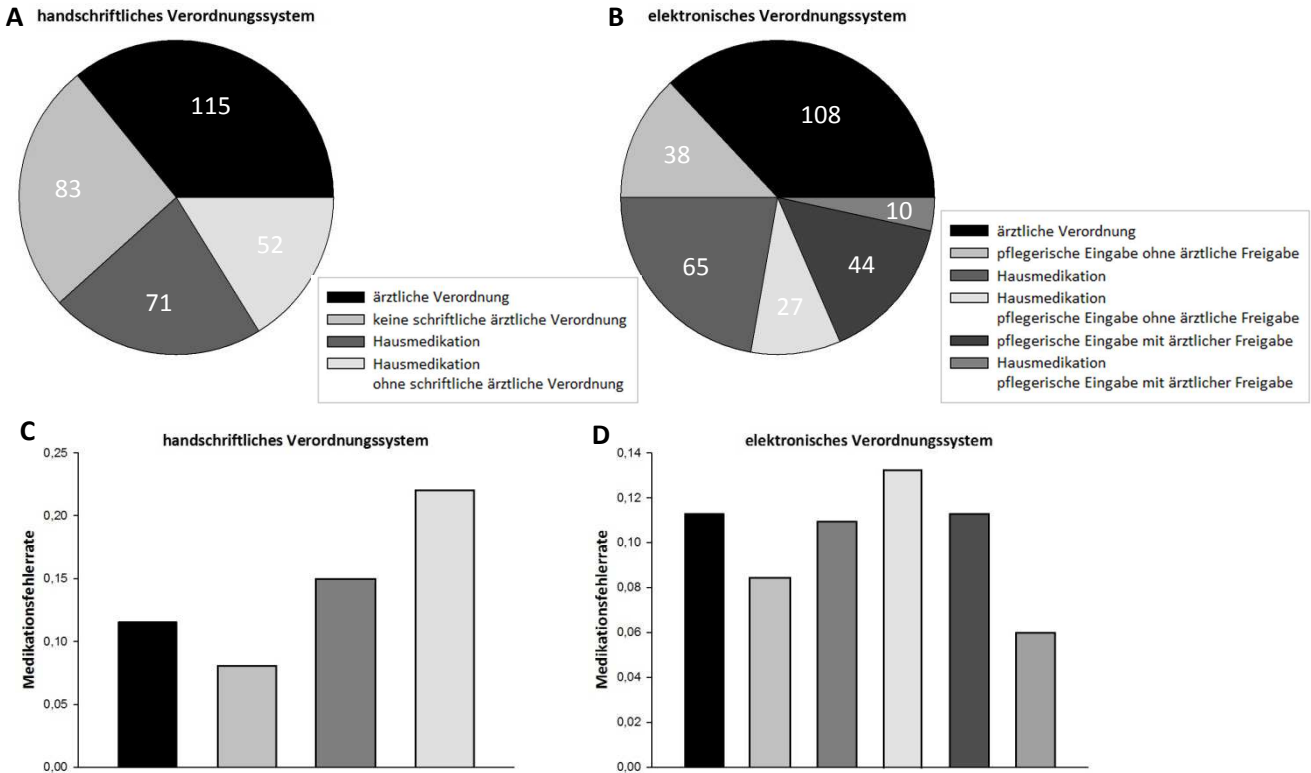 A handschriftliches Verordnungssystem
115
83
52
71
ärztliche Verordnung
keine schriftliche ärztliche Verordnung
Hausmedikation
Hausmedikation
ohne schriftliche ärztliche Verordnung
B elektronisches Verordnungssystem
108
38
10
65
44
27
ärztliche Verordnung
pflegerische Eingabe ohne ärztliche Freigabe
Hausmedikation
Hausmedikation
pflegerische Eingabe ohne ärztliche Freigabe
pflegerische Eingabe mit ärztlicher Freigabe
Hausmedikation
pflegerische Eingabe mit ärztlicher Freigabe
C handschriftliches Verordnungssystem
Medikationsfehlerrate
0,25
0,20
0,15
0,10
0,05
0,00
D elektronisches Verordnungssystem
Medikationsfehlerrate
0,14
0,12
0,10
0,08
0,06
0,04
0,02
0,00